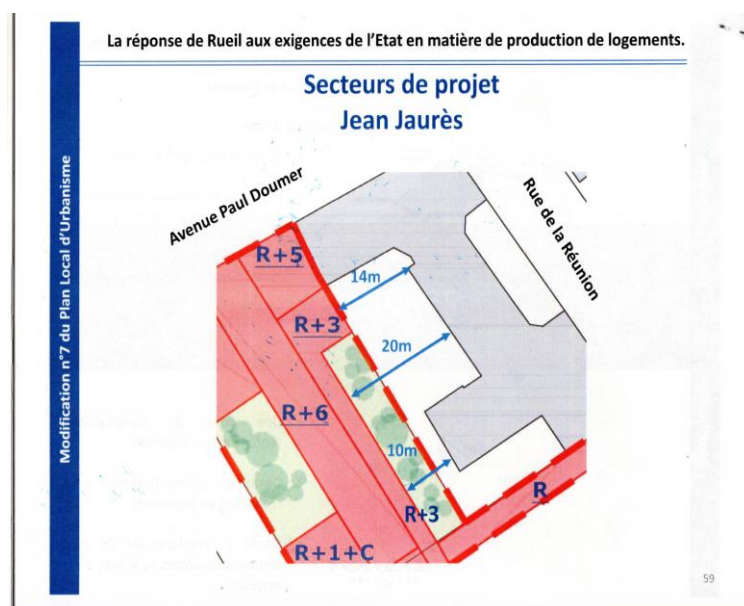 La réponse de Rueil aux exigences de l'Etat en matière de production de logements.
Secteurs de projet
Jean Jaurès
Modification n°7 du Plan Local d'Urbanisme
Avenue Paul Doumer
Rue de la Réunion
R+5
14m
R+3
20m
R+6
10m
R+3
R
R+1+C
59